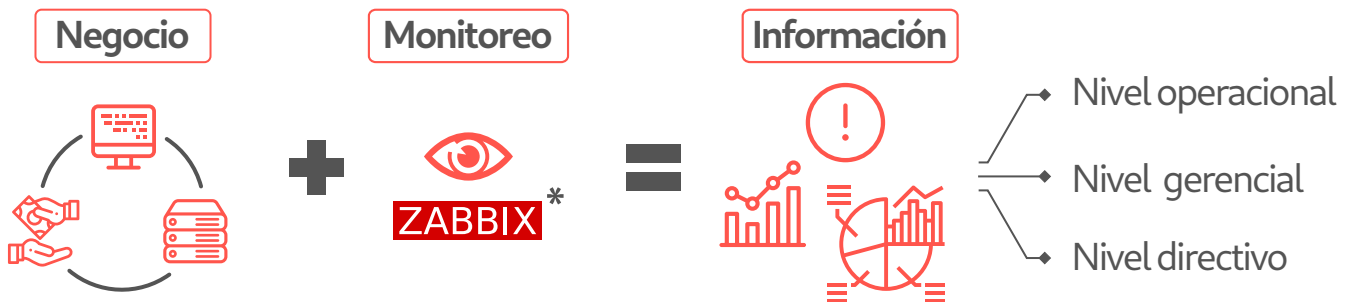 Negocio
Monitoreo
Información
ZABBIX*
Nivel operacional
Nivel gerencial
Nivel directivo